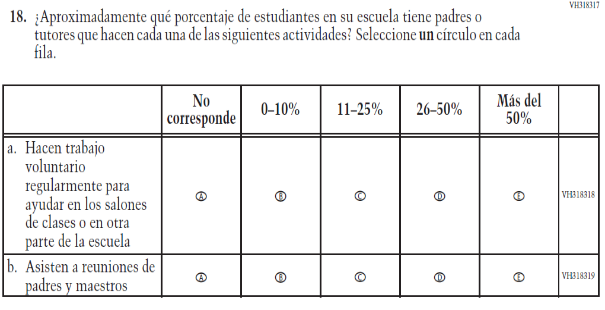 VH318317
18. ¿Aproximadamente qué porcentaje de estudiantes en su escuela tiene padres o
tutores que hacen cada una de las siguientes actividades? Seleccione un círculo en cada
fila.
No corresponde 0–10% 11–25% 26–50% Más del 50%
a. Hacen trabajo
voluntario
regularmente para
ayudar en los salones
de clases o en otra
parte de la escuela
A B C D E VH318318
b. Asisten a reuniones de
padres y maestros
A B C D E VH318319